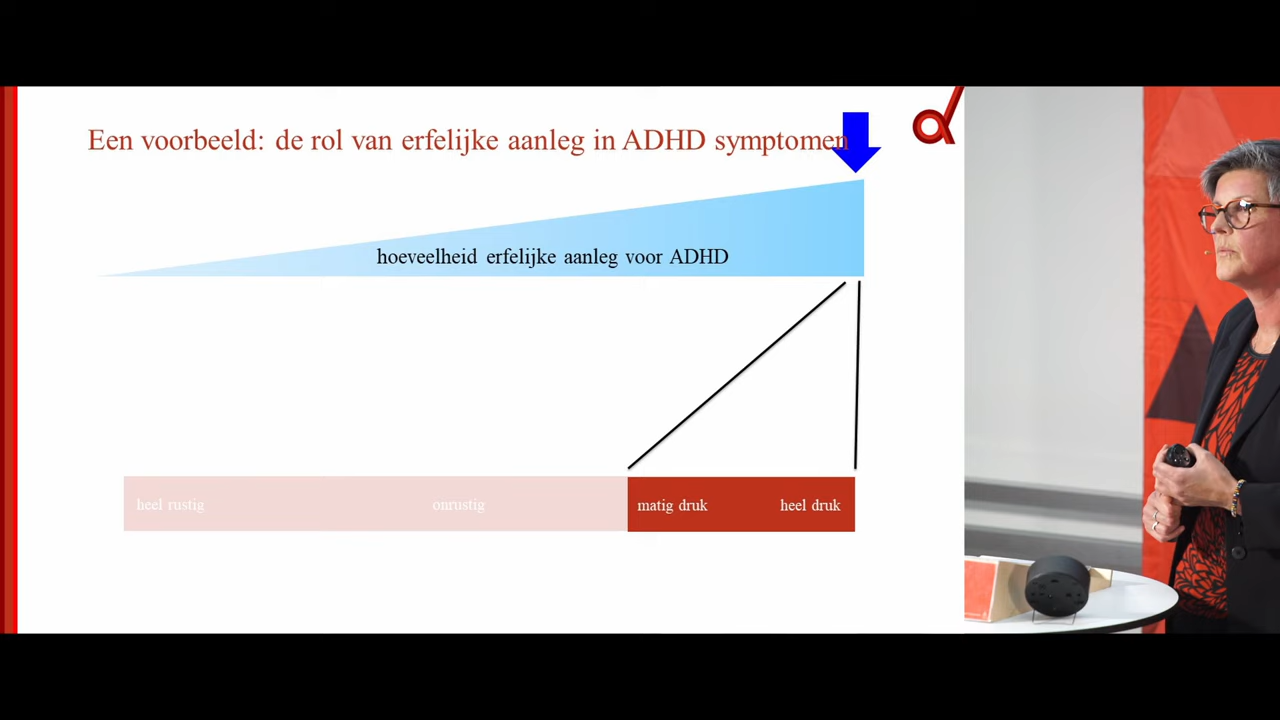 Een voorbeeld: de rol van erfelijke aanleg in ADHD symptomen
hoeveelheid erfelijke aanleg voor ADHD
heel rustig onrustig matig druk heel druk